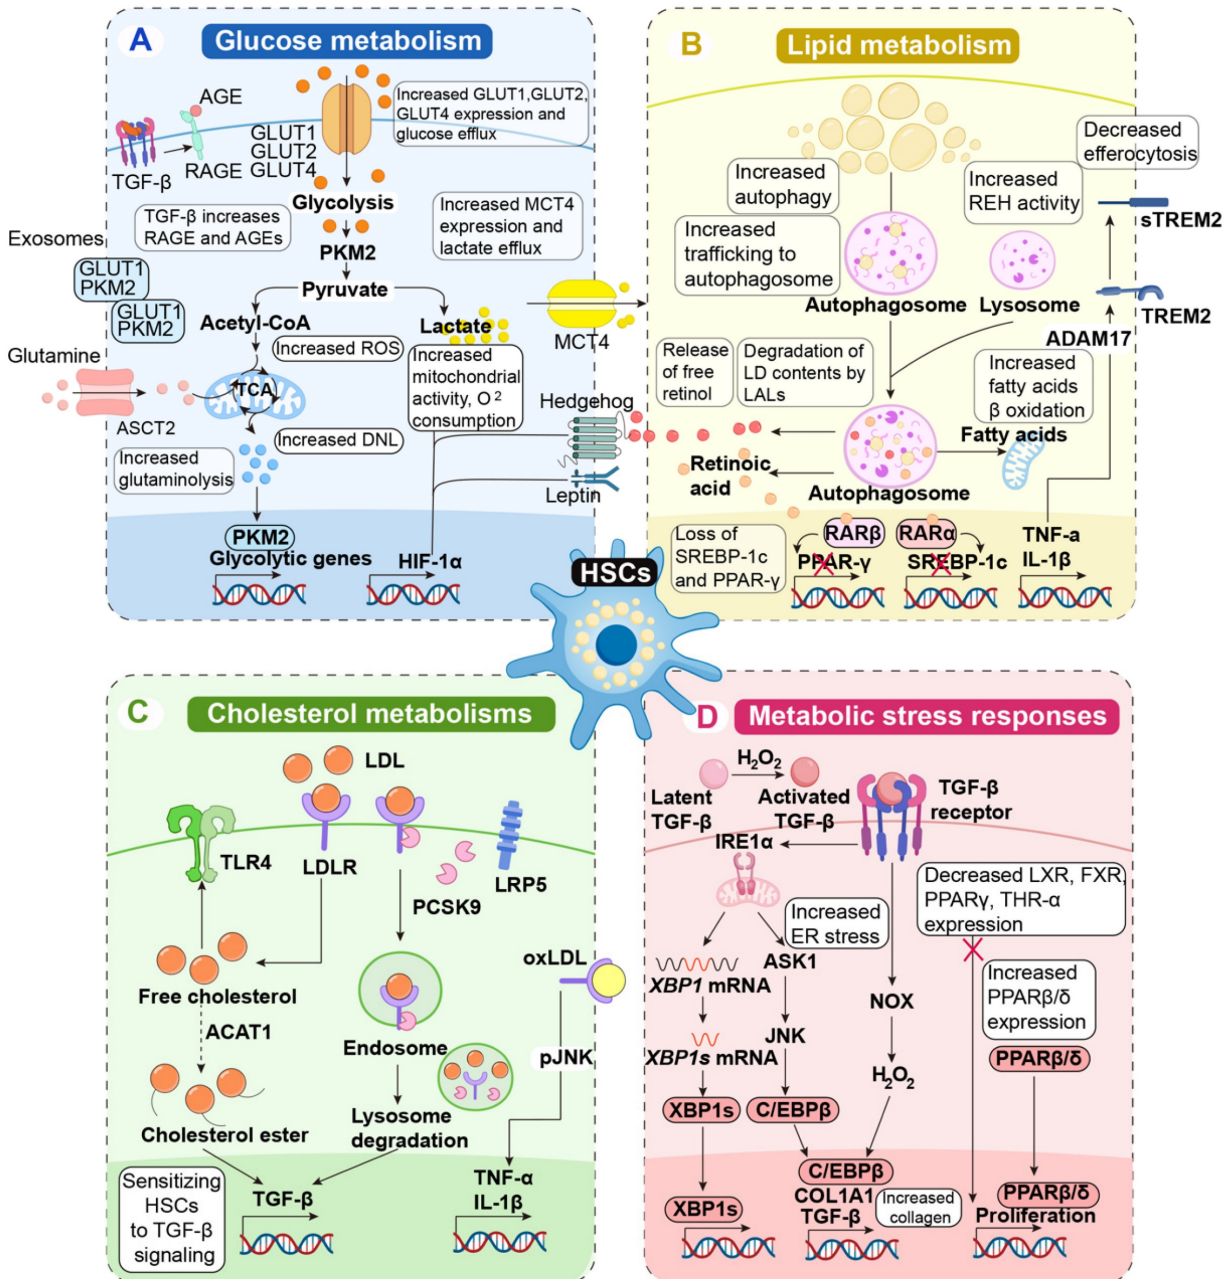 A
Glucose metabolism
AGE
RAGE
TGF-β
GLUT1
GLUT2
GLUT4
Increased GLUT1,GLUT2,
GLUT4 expression and
glucose efflux
Glycolysis
TGF-β increases
RAGE and AGEs
PKM2
Increased MCT4
expression and
lactate efflux
Exosomes
GLUT1
PKM2
GLUT1
PKM2
Pyruvate
Acetyl-CoA
Lactate
MCT4
Increased ROS
Increased
mitochondrial
activity, O2
consumption
Glutamine
ASCT2
TCA
Increased DNL
Increased
glutaminolysis
Hedgehog
Leptin
PKM2
Glycolytic genes
HIF-1α
B
Lipid metabolism
Decreased
efferocytosis
Increased
autophagy
Increased
REH activity
Increased
trafficking to
autophagosome
sTREM2
Autophagosome
Lysosome
TREM2
ADAM17
Release
of free
retinol
Degradation of
LD contents by
LALs
Increased
fatty acids
β oxidation
Fatty acids
Retinoic
acid
Autophagosome
Loss of
SREBP-1c
and PPAR-γ
RARβ
PPAR-γ
RARα
SREBP-1c
TNF-a
IL-1β
HSCs
C
Cholesterol metabolisms
LDL
TLR4
LDLR
PCSK9
LRP5
Free cholesterol
ACAT1
Cholesterol ester
Endosome
Lysosome
degradation
oxLDL
pJNK
Sensitizing
HSCs
to TGF-β
signaling
TGF-β
TNF-α
IL-1β
D
Metabolic stress responses
H2O2
Latent
TGF-β
Activated
TGF-β
TGF-β
receptor
IRE1α
Decreased LXR, FXR,
PPARγ, THR-α
expression
Increased
ER stress
XBP1 mRNA
ASK1
NOX
Increased
PPARβ/δ
expression
XBP1s mRNA
JNK
H2O2
PPARβ/δ
XBP1s
C/EBPβ
XBP1s
C/EBPβ
COL1A1
TGF-β
Increased
collagen
PPARβ/δ
Proliferation